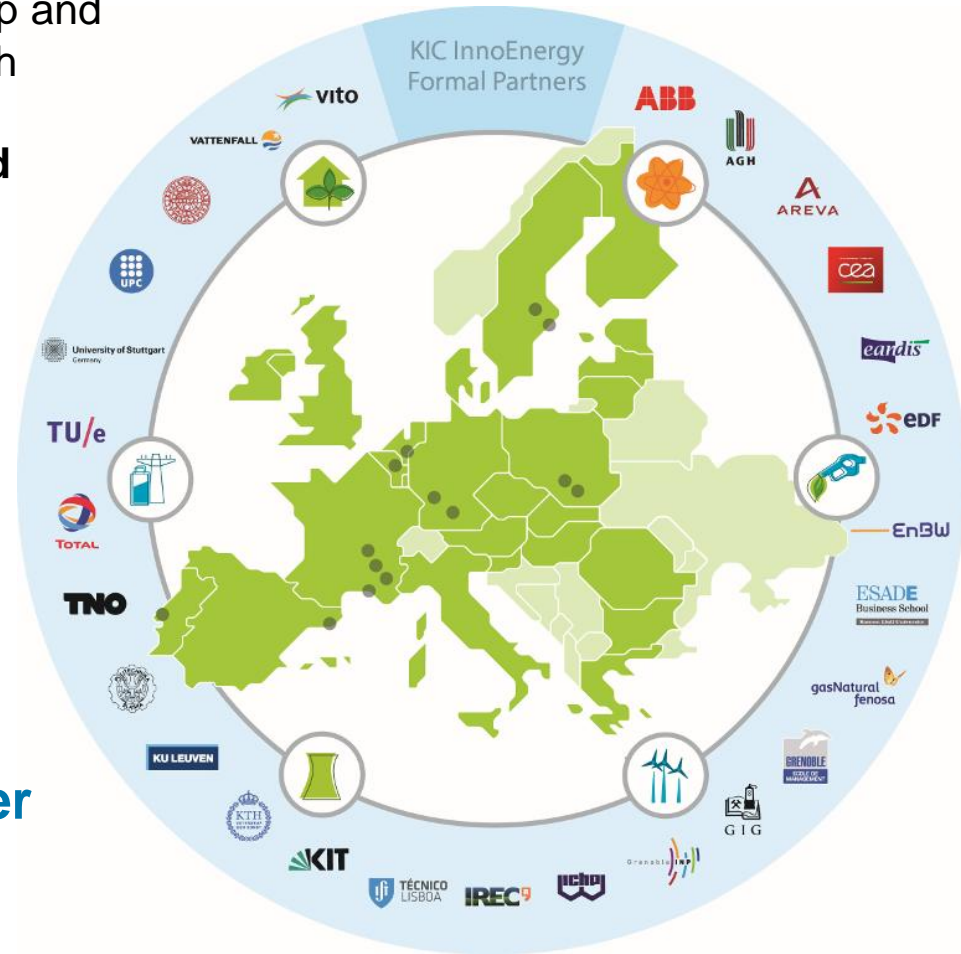 p and
h
d
er
KIC InnoEnergy
Formal Partners
ABB
AGH
A
AREVA
cea
eandis
eDF
EnBW
ESADE
Business School
gasNatural
fenosa
GRENOBLE
ECOLE DE
MANAGEMENT
GIG
Grenoble INP
ichpw
IREC
TÉCNICO
LISBOA
KIT
KTH
KU LEUVEN
TNO
TOTAL
TU/e
University of Stuttgart
Germany
UPC
VATTENFALL
vito